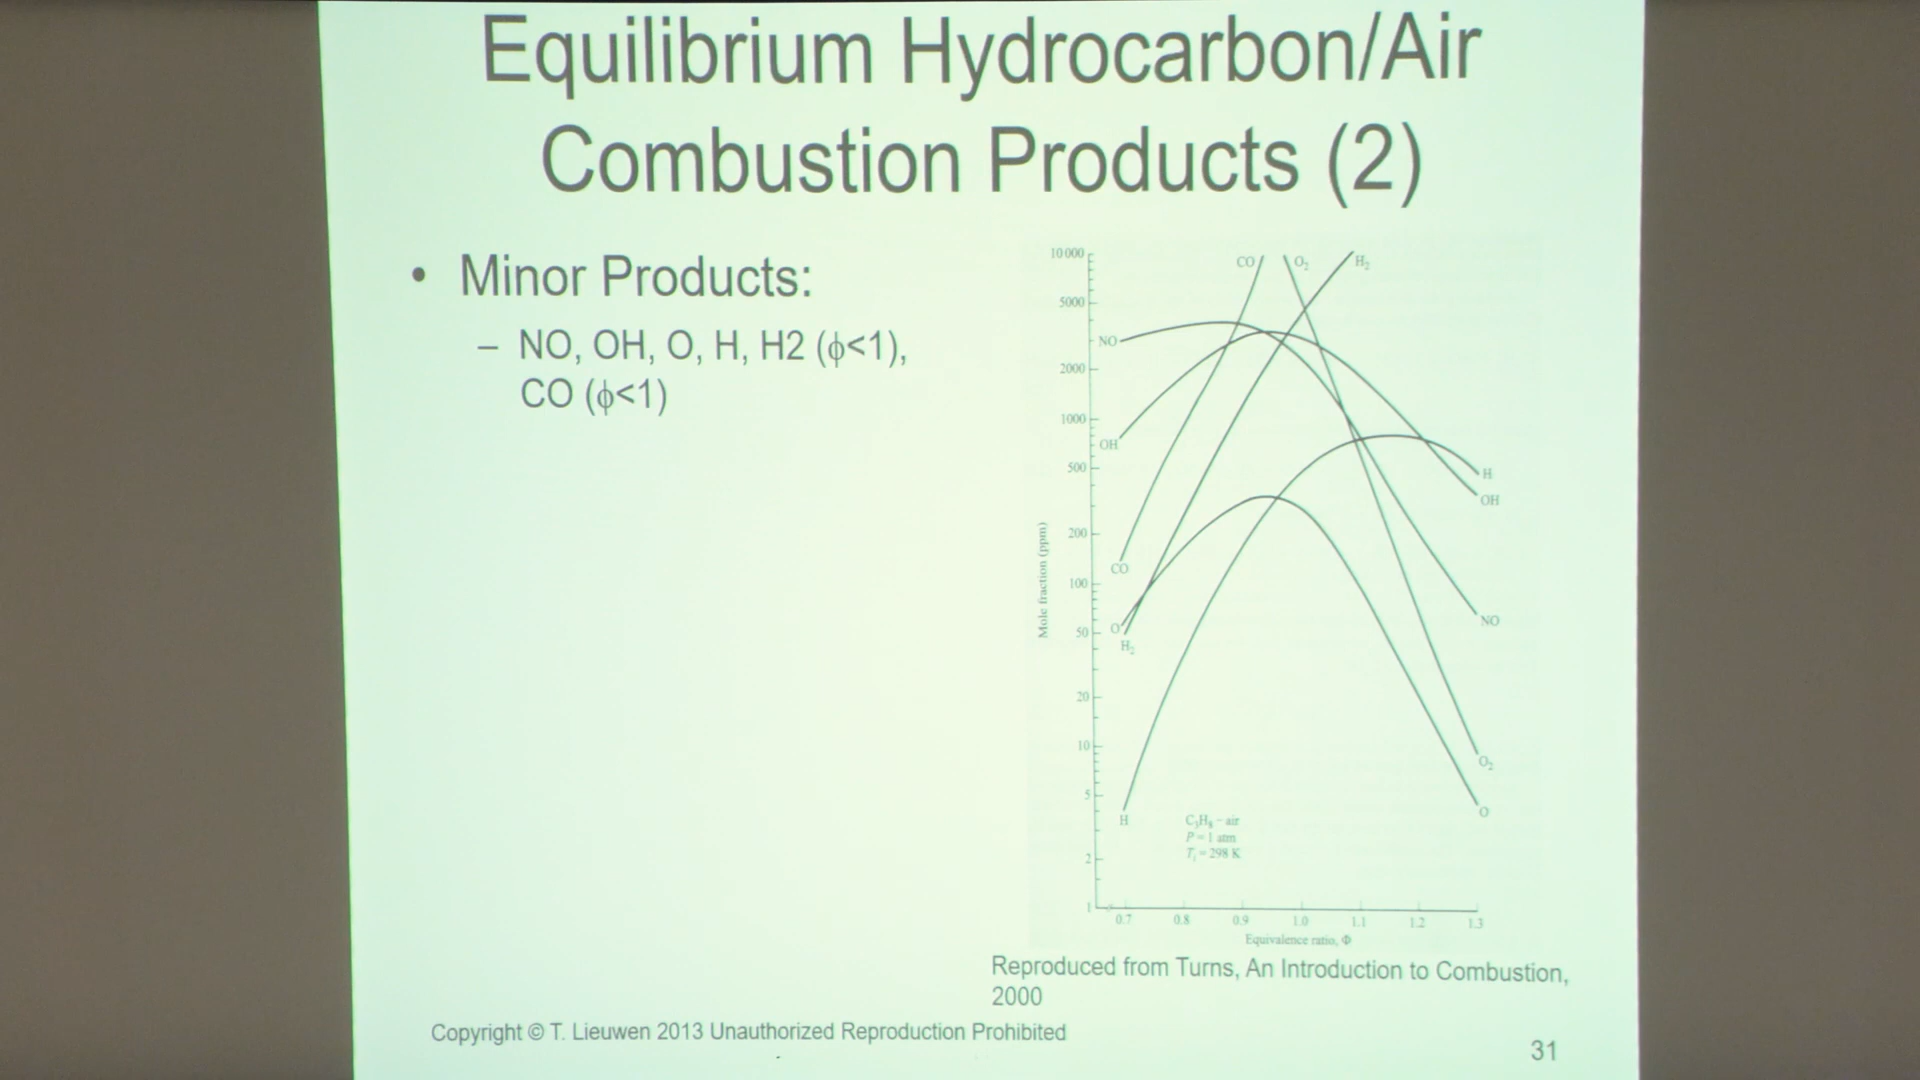 Equilibrium Hydrocarbon/Air
Combustion Products (2)
• Minor Products:
– NO, OH, O, H, H2 (ϕ<1),
CO (ϕ<1)
10 000
5000
2000
1000
500
200
100
50
20
10
5
2
1
Mole fraction (ppm)
CO
O₂
H₂
NO
OH
CO
O
H₂
H
H
OH
NO
O₂
O
C₃H₈ – air
P = 1 atm
Tᵢ = 298 K
0.7 0.8 0.9 1.0 1.1 1.2 1.3
Equivalence ratio, Φ
Reproduced from Turns, An Introduction to Combustion,
2000
Copyright © T. Lieuwen 2013 Unauthorized Reproduction Prohibited
31